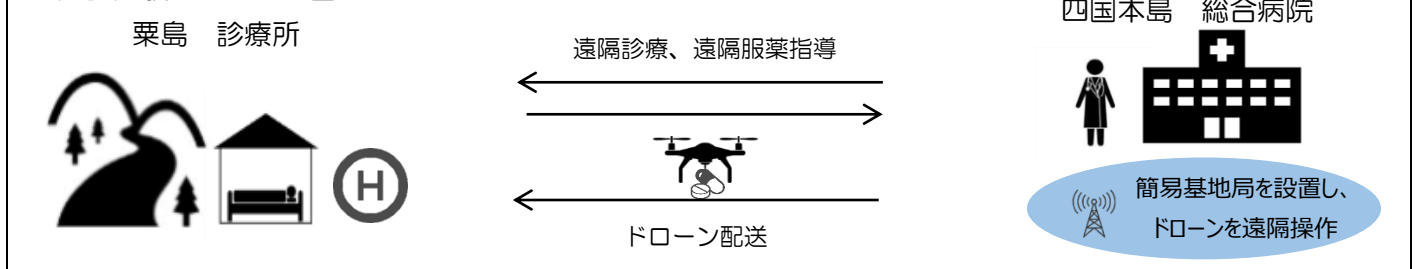 四国本島　総合病院
粟島　診療所
遠隔診療、遠隔服薬指導
H
簡易基地局を設置し、
ドローンを遠隔操作
ドローン配送